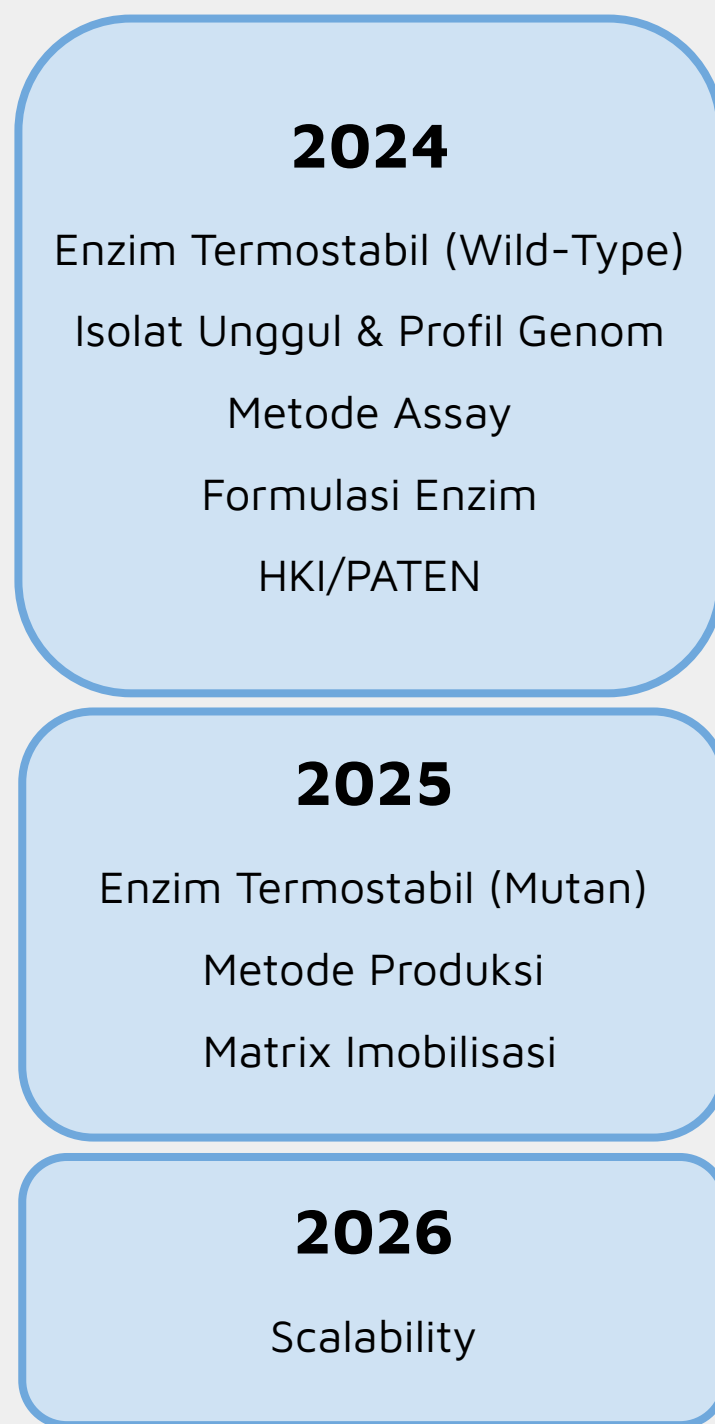 2024
Enzim Termostabil (Wild-Type)
Isolat Unggul & Profil Genom
Metode Assay
Formulasi Enzim
HKI/PATEN
2025
Enzim Termostabil (Mutan)
Metode Produksi
Matrix Imobilisasi
2026
Scalability